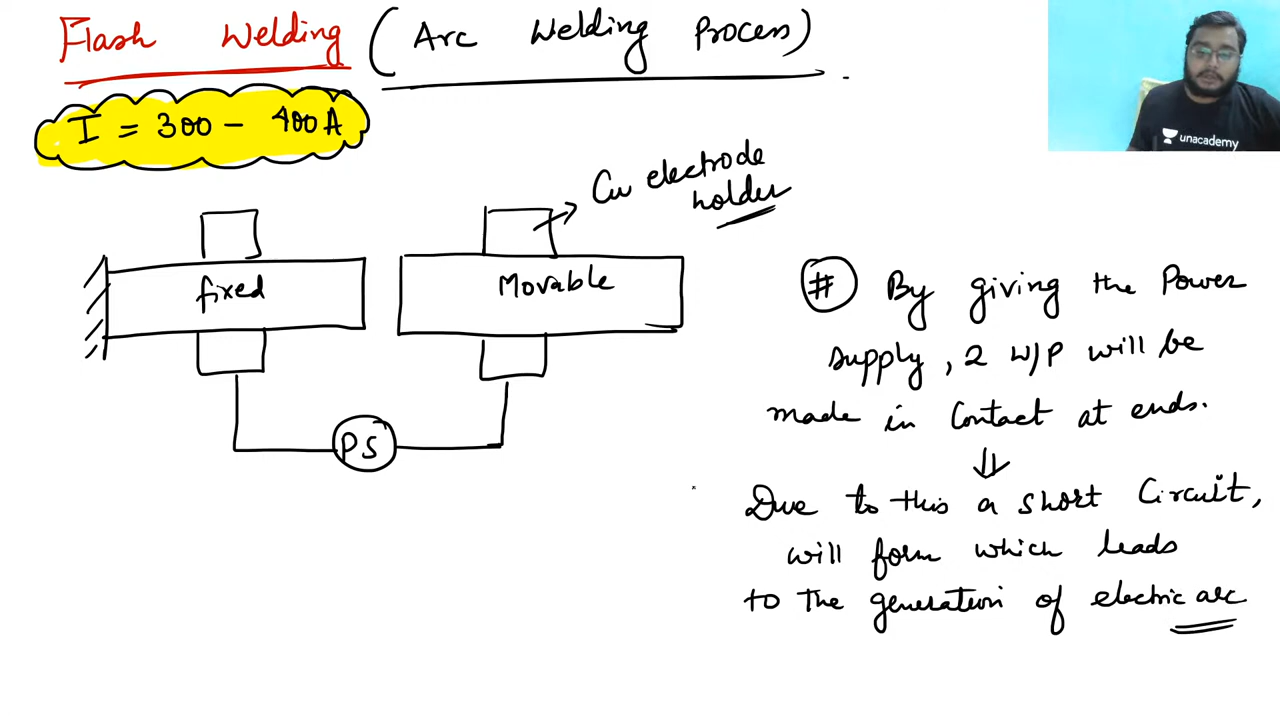 Flash Welding (Arc Welding Process)
I = 300 - 400A
unacademy
Cu electrode
holder
fixed
Movable
PS
# By giving the Power
supply, 2 W/P will be
made in Contact at ends.
⇓
Due to this a short Circuit,
will form which leads
to the generation of electric arc